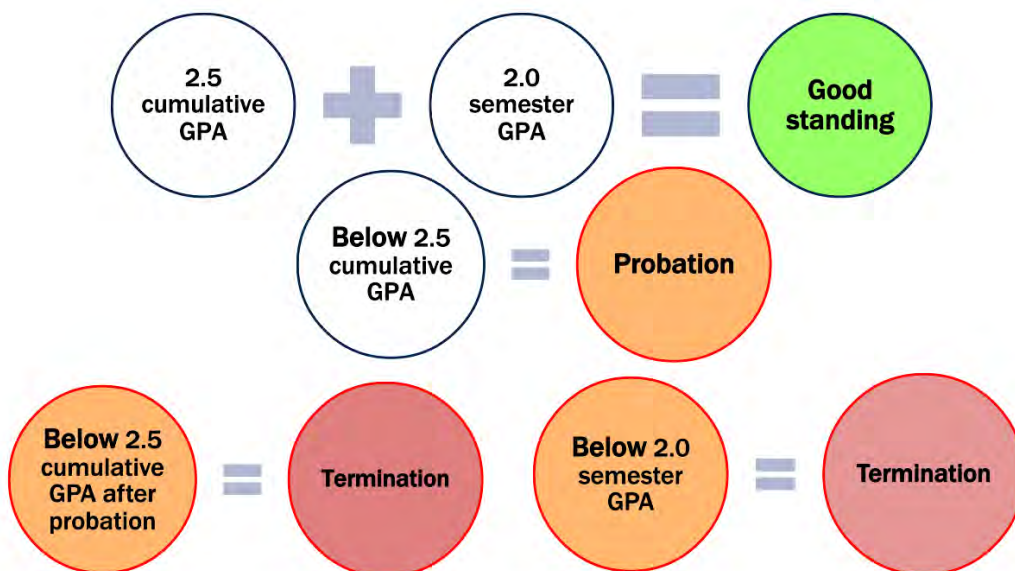 2.5
cumulative
GPA
2.0
semester
GPA
Good
standing
Below 2.5
cumulative
GPA
Probation
Below 2.5
cumulative
GPA after
probation
Termination
Below 2.0
semester
GPA
Termination